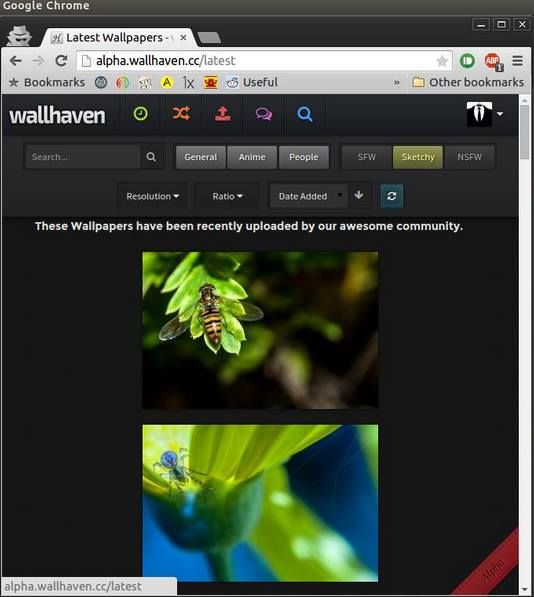 Google Chrome
Latest Wallpapers - 
alpha.wallhaven.cc/latest
ABP
1
Bookmarks
A
1x
Useful
»
Other bookmarks
wallhaven
Search...
General
Anime
People
SFW
Sketchy
NSFW
Resolution
Ratio
Date Added
These Wallpapers have been recently uploaded by our awesome community.
Alpha
alpha.wallhaven.cc/latest